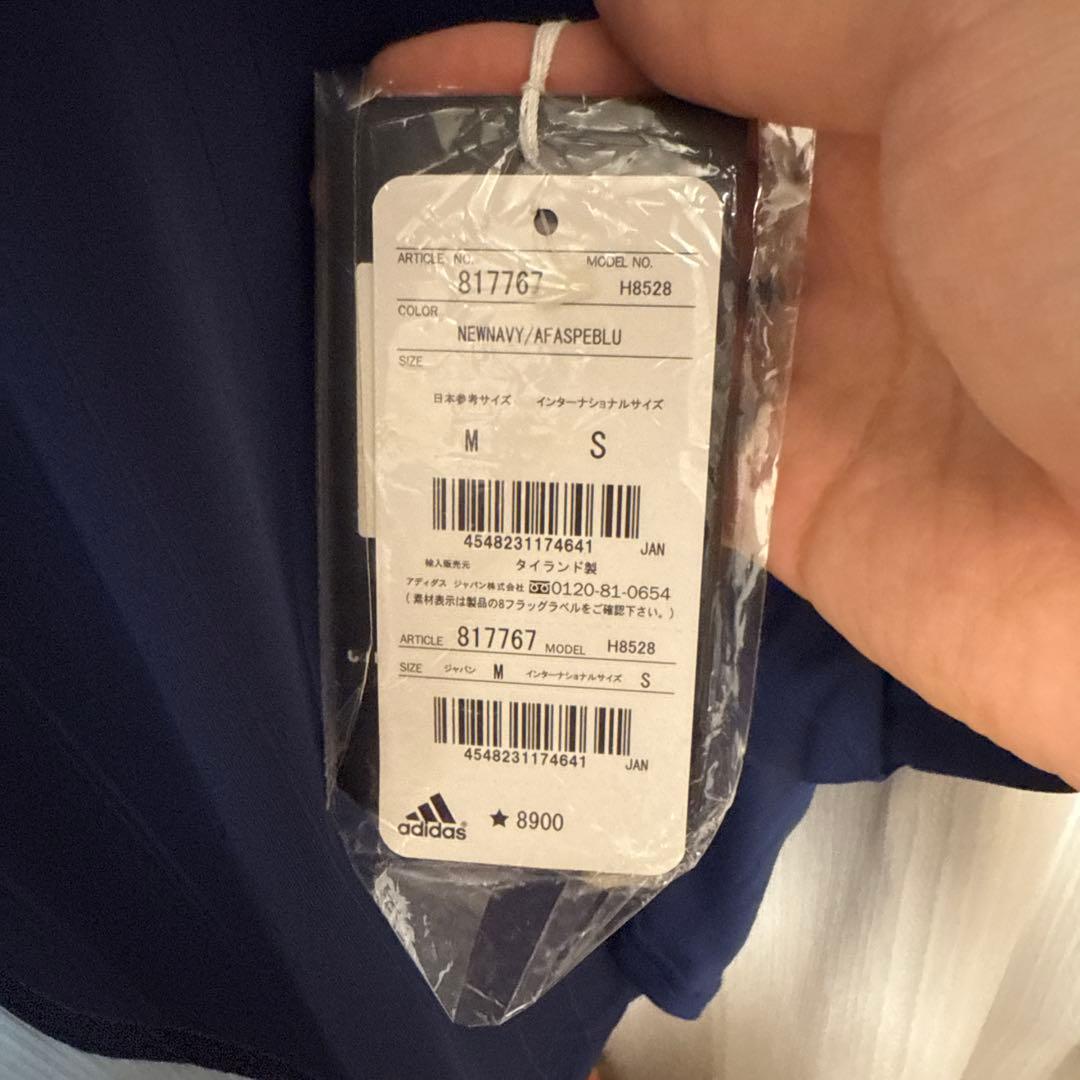 ARTICLE NO. MODEL NO.
817767 H8528
COLOR
NEWNAVY/AFASPEBLU
SIZE
日本参考サイズ インターナショナルサイズ
M S
4548231174641 JAN
輸入販売元 タイランド製
アディダス ジャパン株式会社 0120-81-0654
(素材表示は製品の8フラッグラベルをご確認下さい。)
ARTICLE 817767 MODEL H8528
SIZE ジャパン M インターナショナルサイズ S
4548231174641 JAN
adidas® ★8900